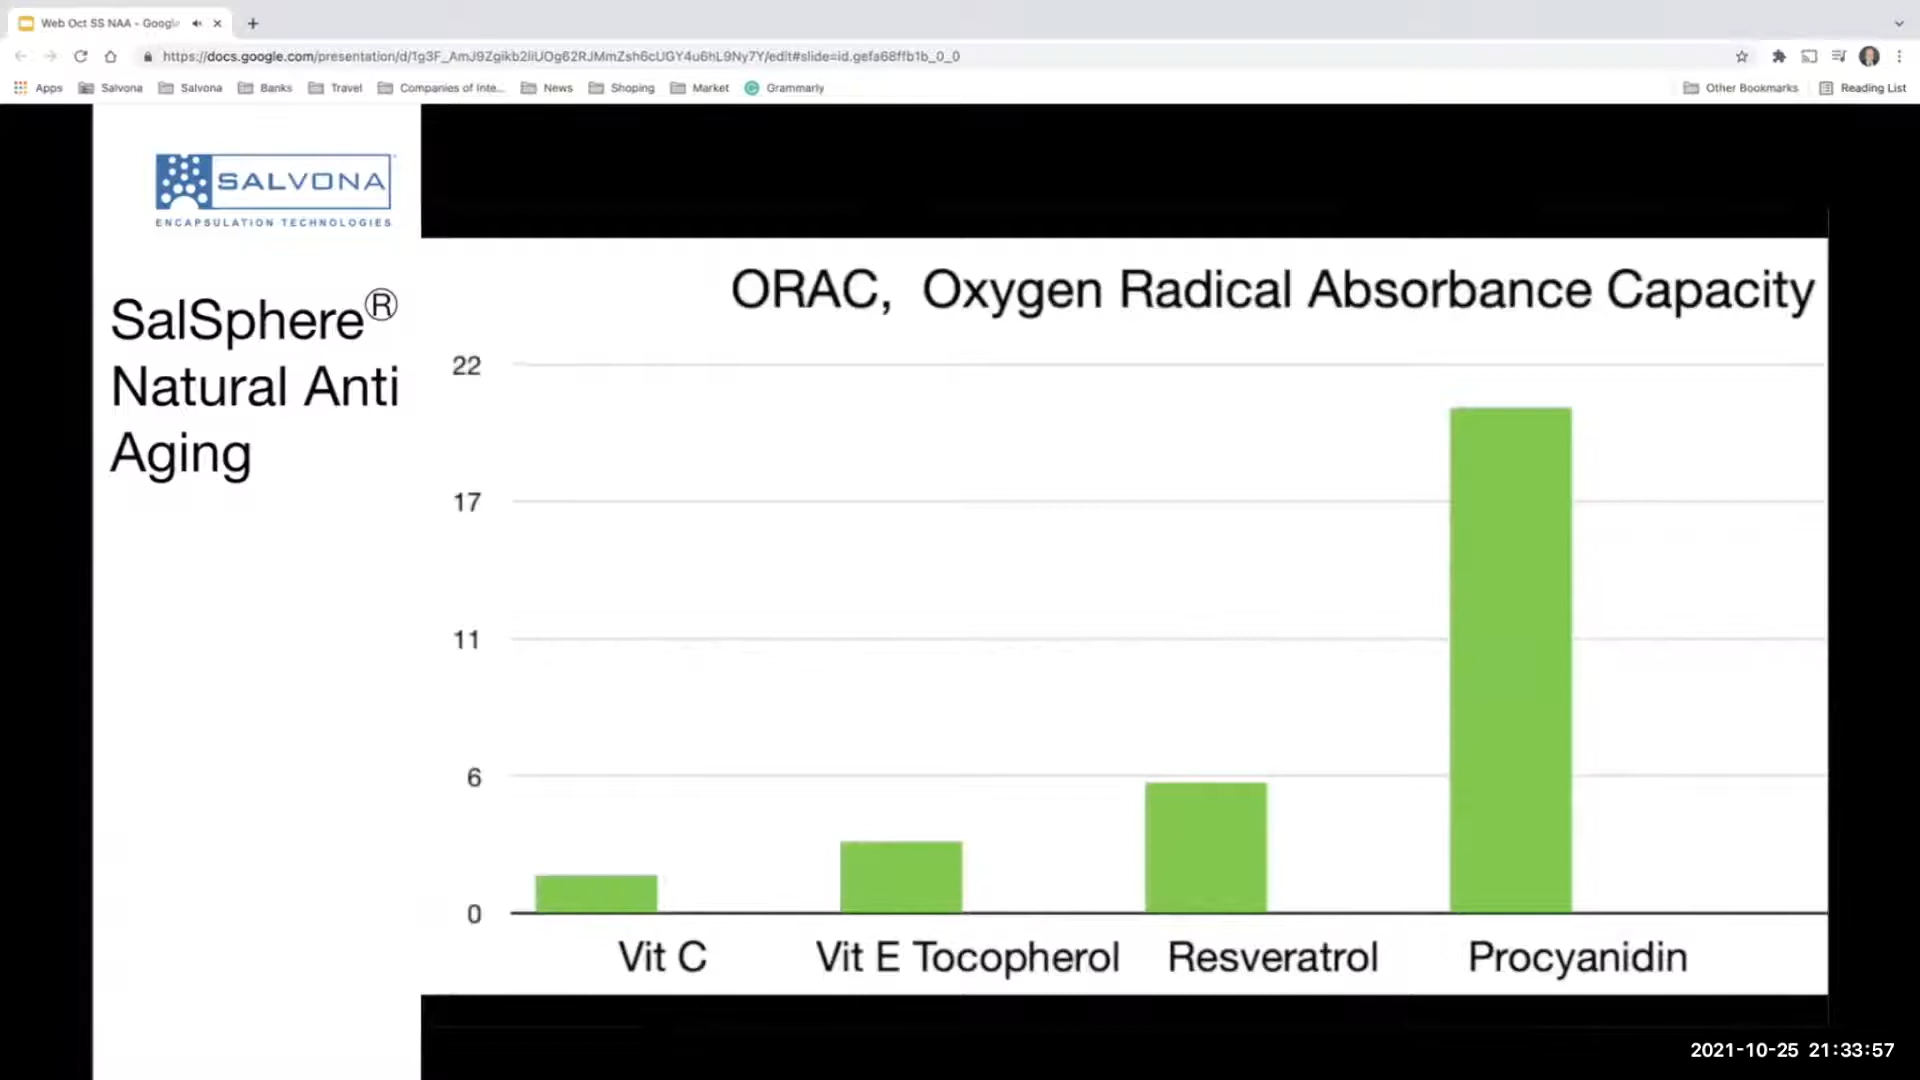 Web Oct SS NAA - Google
https://docs.google.com/presentation/d/1g3F_AmJ9Zgikb2liUOg62RJMmZsh6cUGY4u6hL9Ny7Y/edit#slide=id.gefa68ffb1b_0_0
Apps Salvona Salvona Banks Travel Companies of Inte... News Shoping Market Grammarly Other Bookmarks Reading List
SALVONA
ENCAPSULATION TECHNOLOGIES
SalSphere®
Natural Anti
Aging
ORAC, Oxygen Radical Absorbance Capacity
22
17
11
6
0
Vit C Vit E Tocopherol Resveratrol Procyanidin
2021-10-25 21:33:57